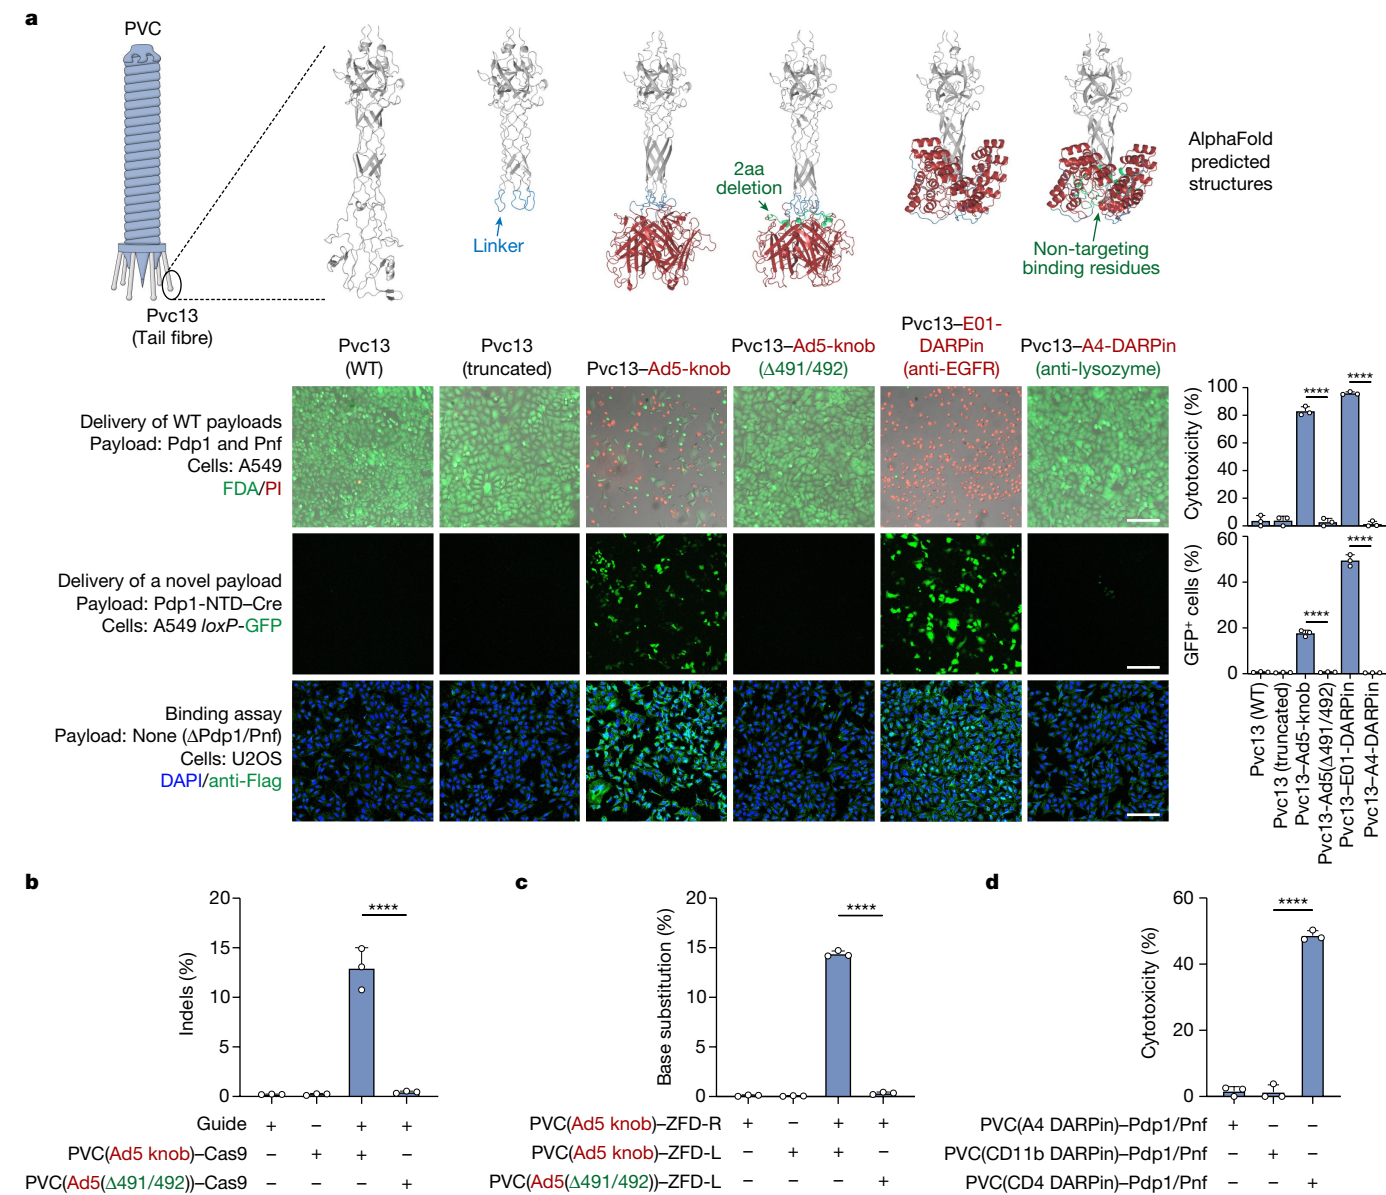 a
PVC
Pvc13
(Tail fibre)
Linker
2aa
deletion
Non-targeting
binding residues
AlphaFold
predicted
structures
Pvc13
(WT)
Pvc13
(truncated)
Pvc13–Ad5-knob
Pvc13–Ad5-knob
(Δ491/492)
Pvc13–E01-
DARPin
(anti-EGFR)
Pvc13–A4-DARPin
(anti-lysozyme)
Delivery of WT payloads
Payload: Pdp1 and Pnf
Cells: A549
FDA/PI
Delivery of a novel payload
Payload: Pdp1-NTD–Cre
Cells: A549 loxP-GFP
Binding assay
Payload: None (ΔPdp1/Pnf)
Cells: U2OS
DAPI/anti-Flag
Cytotoxicity (%)
100
80
60
40
20
0
****
****
GFP+ cells (%)
60
40
20
0
****
****
Pvc13 (WT)
Pvc13 (truncated)
Pvc13–Ad5-knob
Pvc13-Ad5(Δ491/492)
Pvc13–E01-DARPin
Pvc13–A4-DARPin
b
Indels (%)
20
15
10
5
0
****
Guide + – + +
PVC(Ad5 knob)–Cas9 – + + –
PVC(Ad5(Δ491/492))–Cas9 – – – +
c
Base substitution (%)
20
15
10
5
0
****
PVC(Ad5 knob)–ZFD-R + – + +
PVC(Ad5 knob)–ZFD-L – + + –
PVC(Ad5(Δ491/492))–ZFD-L – – – +
d
Cytotoxicity (%)
60
40
20
0
****
PVC(A4 DARPin)–Pdp1/Pnf + – –
PVC(CD11b DARPin)–Pdp1/Pnf – + –
PVC(CD4 DARPin)–Pdp1/Pnf – – +